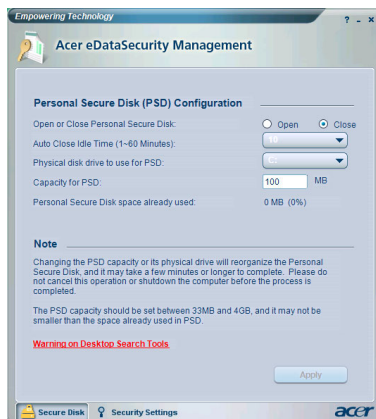 Empowering Technology
? - x
Acer eDataSecurity Management
Personal Secure Disk (PSD) Configuration
Open or Close Personal Secure Disk: Open Close
Auto Close Idle Time (1~60 Minutes): 10
Physical disk drive to use for PSD: C:
Capacity for PSD: 100 MB
Personal Secure Disk space already used: 0 MB (0%)
Note
Changing the PSD capacity or its physical drive will reorganize the Personal
Secure Disk, and it may take a few minutes or longer to complete. Please do
not cancel this operation or shutdown the computer before the process is
completed.
The PSD capacity should be set between 33MB and 4GB, and it may not be
smaller than the space already used in PSD.
Warning on Desktop Search Tools
Apply
Secure Disk Security Settings acer